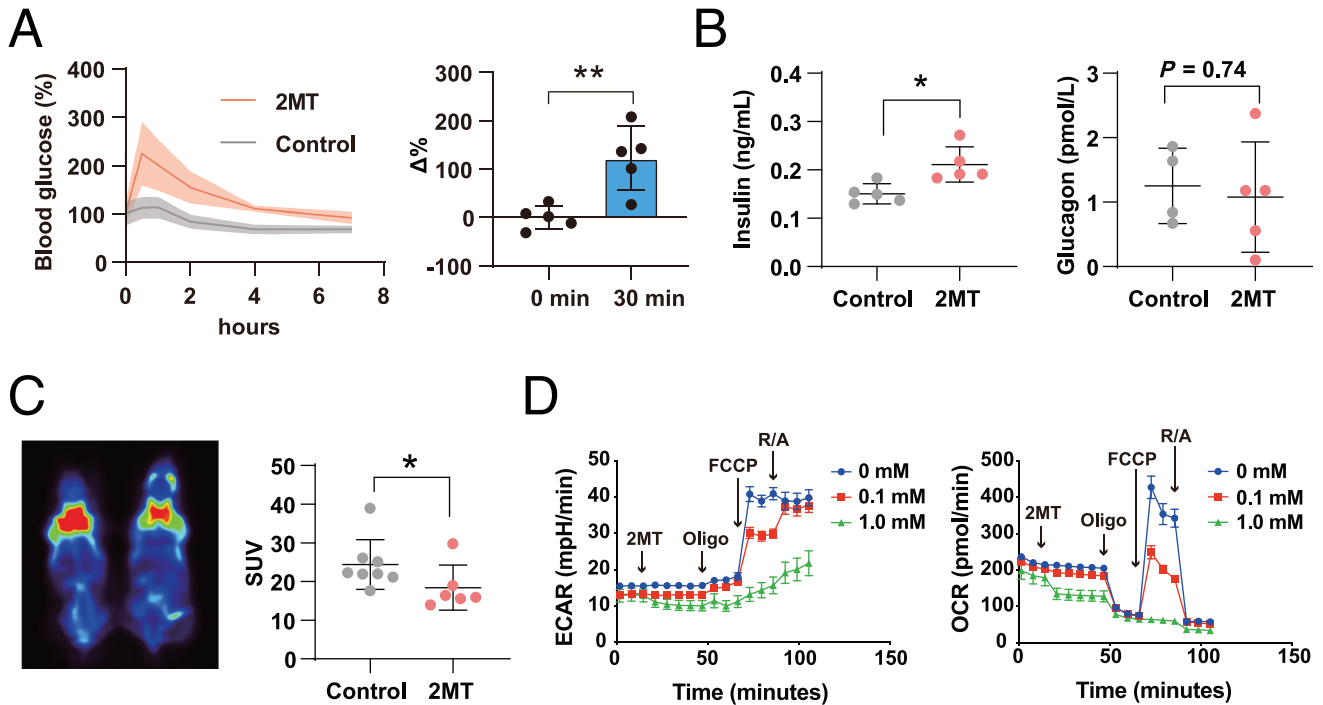 A
Blood glucose (%)
400
300
200
100
0
0 2 4 6 8
hours
2MT
Control
Δ%
300
200
100
0
-100
**
0 min 30 min
B
Insulin (ng/mL)
0.4
0.3
0.2
0.1
0.0
*
Control 2MT
Glucagon (pmol/L)
3
2
1
0
P = 0.74
Control 2MT
C
SUV
50
40
30
20
10
0
*
Control 2MT
D
ECAR (mpH/min)
50
40
30
20
10
0
0 50 100 150
Time (minutes)
2MT
Oligo
FCCP
R/A
0 mM
0.1 mM
1.0 mM
OCR (pmol/min)
500
400
300
200
100
0
0 50 100 150
Time (minutes)
2MT
Oligo
FCCP
R/A
0 mM
0.1 mM
1.0 mM